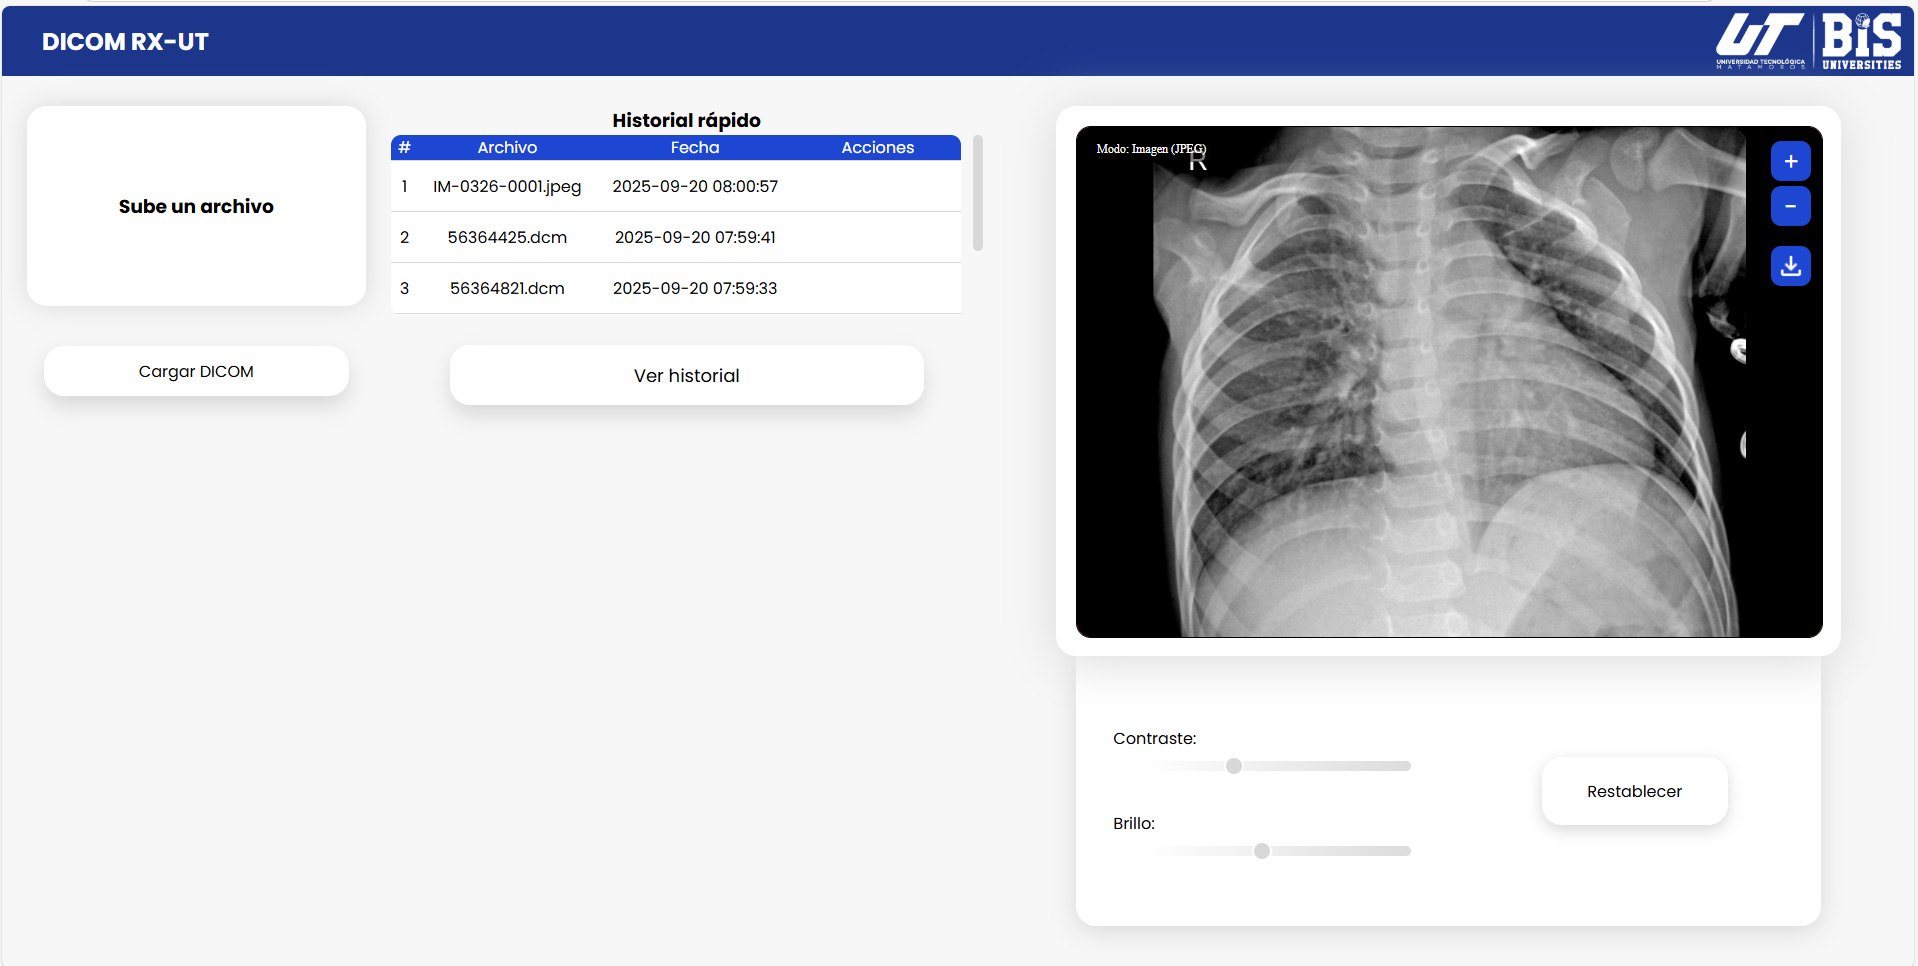 DICOM RX-UT
UT
UNIVERSIDAD TECNOLÓGICA
MATAMOROS
BiS
UNIVERSITIES
Sube un archivo
Cargar DICOM
Historial rápido
# Archivo Fecha Acciones
1 IM-0326-0001.jpeg 2025-09-20 08:00:57
2 56364425.dcm 2025-09-20 07:59:41
3 56364821.dcm 2025-09-20 07:59:33
Ver historial
Modo: Imagen (JPEG)
R
+
−
Contraste:
Brillo:
Restablecer